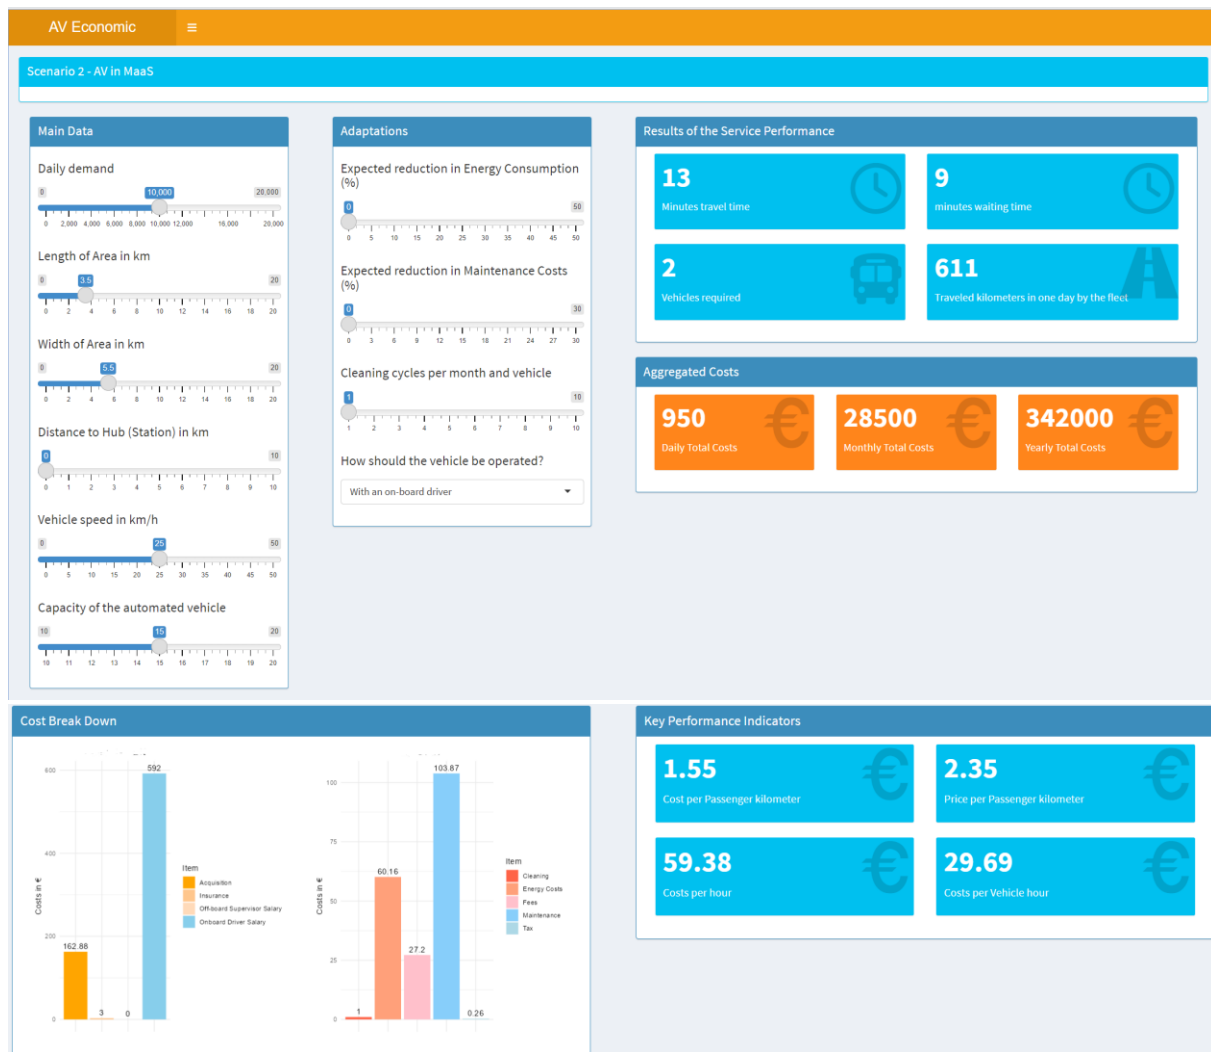 AV Economic
Scenario 2 - AV in MaaS
Main Data
Daily demand
0 10,000 20,000
0 2,000 4,000 6,000 8,000 10,000 12,000 16,000 20,000
Length of Area in km
0 3.5 20
0 2 4 6 8 10 12 14 16 18 20
Width of Area in km
0 5.5 20
0 2 4 6 8 10 12 14 16 18 20
Distance to Hub (Station) in km
0 10
0 1 2 3 4 5 6 7 8 9 10
Vehicle speed in km/h
0 25 50
0 5 10 15 20 25 30 35 40 45 50
Capacity of the automated vehicle
10 15 20
10 11 12 13 14 15 16 17 18 19 20
Adaptations
Expected reduction in Energy Consumption
(%)
0 50
0 5 10 15 20 25 30 35 40 45 50
Expected reduction in Maintenance Costs
(%)
0 30
0 3 6 9 12 15 18 21 24 27 30
Cleaning cycles per month and vehicle
1 10
1 2 3 4 5 6 7 8 9 10
How should the vehicle be operated?
With an on-board driver
Results of the Service Performance
13
Minutes travel time
9
minutes waiting time
2
Vehicles required
611
Traveled kilometers in one day by the fleet
Aggregated Costs
950 €
Daily Total Costs
28500 €
Monthly Total Costs
342000 €
Yearly Total Costs
Cost Break Down
Costs in €
600
400
200
0
162.88
3
0
592
Item
Acquisition
Insurance
Off-board Supervisor Salary
Onboard Driver Salary
Costs in €
100
75
50
25
0
1
60.16
27.2
103.87
0.26
Item
Cleaning
Energy Costs
Fees
Maintenance
Tax
Key Performance Indicators
1.55 €
Cost per Passenger kilometer
2.35 €
Price per Passenger kilometer
59.38 €
Costs per hour
29.69 €
Costs per Vehicle hour